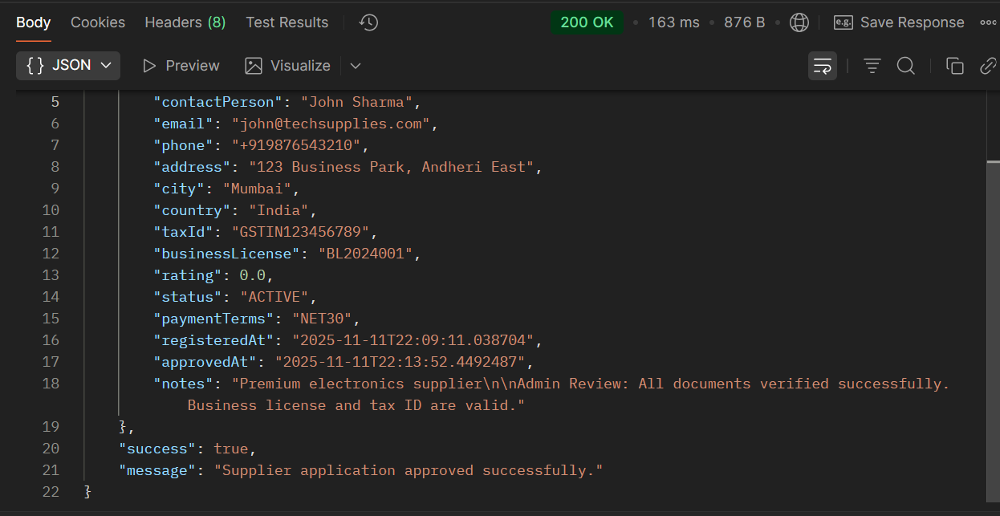 Body Cookies Headers (8) Test Results 200 OK • 163 ms • 876 B • e.g. Save Response
{} JSON Preview Visualize
5 "contactPerson": "John Sharma",
6 "email": "john@techsupplies.com",
7 "phone": "+919876543210",
8 "address": "123 Business Park, Andheri East",
9 "city": "Mumbai",
10 "country": "India",
11 "taxId": "GSTIN123456789",
12 "businessLicense": "BL2024001",
13 "rating": 0.0,
14 "status": "ACTIVE",
15 "paymentTerms": "NET30",
16 "registeredAt": "2025-11-11T22:09:11.038704",
17 "approvedAt": "2025-11-11T22:13:52.4492487",
18 "notes": "Premium electronics supplier\n\nAdmin Review: All documents verified successfully.
Business license and tax ID are valid."
19 },
20 "success": true,
21 "message": "Supplier application approved successfully."
22 }